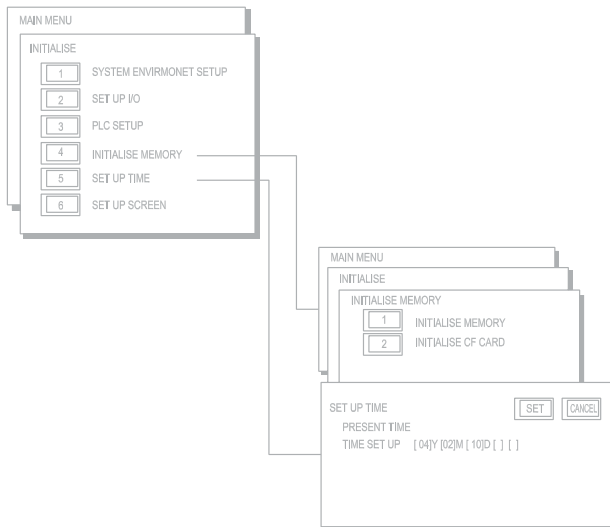 MAIN MENU
INITIALISE
1 SYSTEM ENVIRMONET SETUP
2 SET UP I/O
3 PLC SETUP
4 INITIALISE MEMORY
5 SET UP TIME
6 SET UP SCREEN
MAIN MENU
INITIALISE
INITIALISE MEMORY
1 INITIALISE MEMORY
2 INITIALISE CF CARD
SET UP TIME SET CANCEL
PRESENT TIME
TIME SET UP [ 04]Y [02]M [ 10]D [ ] [ ]